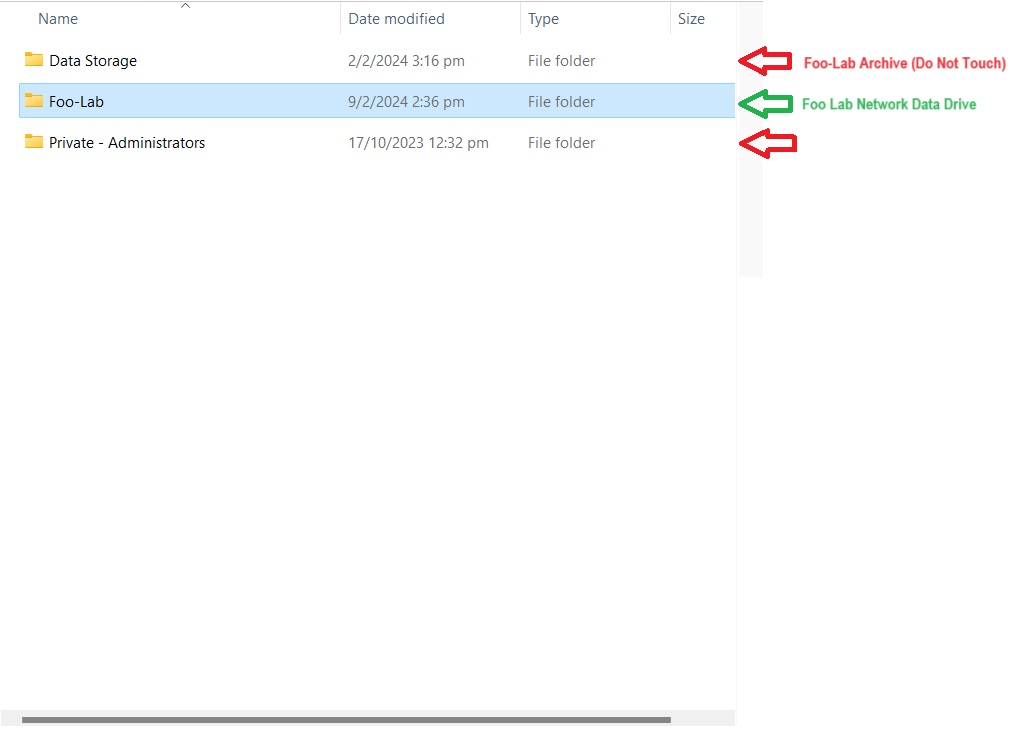 Name Date modified Type Size
Data Storage 2/2/2024 3:16 pm File folder Foo-Lab Archive (Do Not Touch)
Foo-Lab 9/2/2024 2:36 pm File folder Foo Lab Network Data Drive
Private - Administrators 17/10/2023 12:32 pm File folder